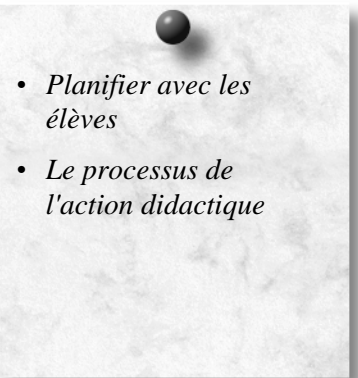 • Planifier avec les
élèves
• Le processus de
l'action didactique